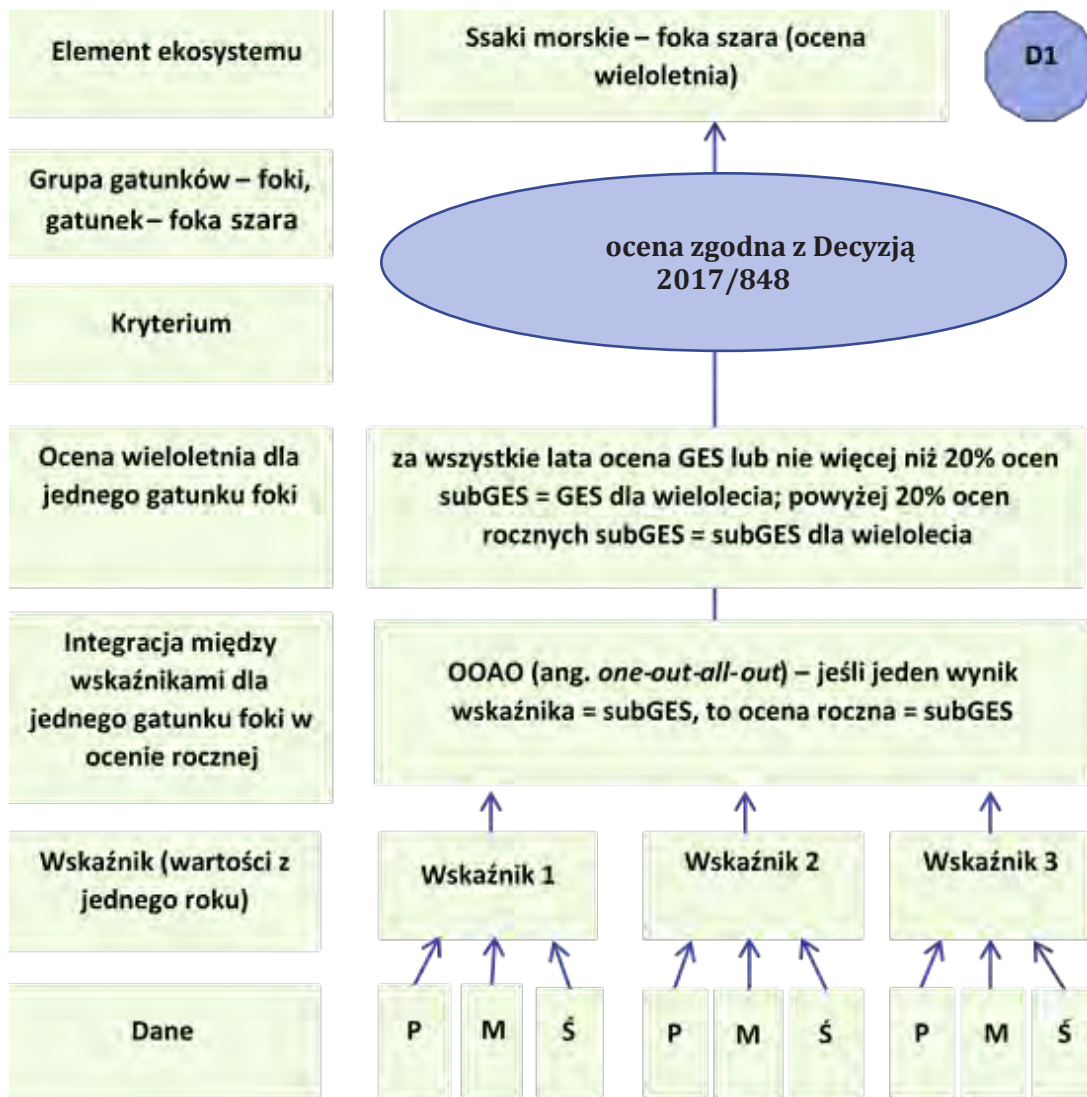 Element ekosystemu
Ssaki morskie – foka szara (ocena
wieloletnia)
D1
Grupa gatunków – foki,
gatunek – foka szara
ocena zgodna z Decyzją
2017/848
Kryterium
Ocena wieloletnia dla
jednego gatunku foki
za wszystkie lata ocena GES lub nie więcej niż 20% ocen
subGES = GES dla wielolecia; powyżej 20% ocen
rocznych subGES = subGES dla wielolecia
Integracja między
wskaźnikami dla
jednego gatunku foki w
ocenie rocznej
OOAO (ang. one-out-all-out) – jeśli jeden wynik
wskaźnika = subGES, to ocena roczna = subGES
Wskaźnik (wartości z
jednego roku)
Wskaźnik 1
Wskaźnik 2
Wskaźnik 3
Dane
P M Ś P M Ś P M Ś